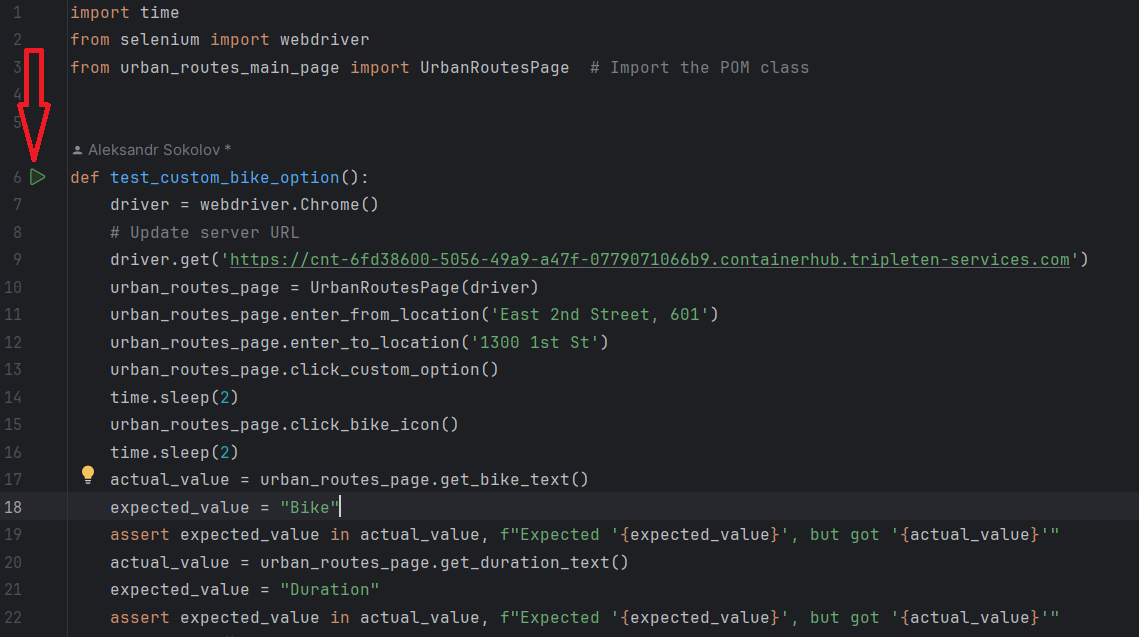 1 import time
2 from selenium import webdriver
3 from urban_routes_main_page import UrbanRoutesPage  # Import the POM class
4
5
Aleksandr Sokolov *
6 def test_custom_bike_option():
7     driver = webdriver.Chrome()
8     # Update server URL
9     driver.get('https://cnt-6fd38600-5056-49a9-a47f-0779071066b9.containerhub.tripleten-services.com')
10     urban_routes_page = UrbanRoutesPage(driver)
11     urban_routes_page.enter_from_location('East 2nd Street, 601')
12     urban_routes_page.enter_to_location('1300 1st St')
13     urban_routes_page.click_custom_option()
14     time.sleep(2)
15     urban_routes_page.click_bike_icon()
16     time.sleep(2)
17     actual_value = urban_routes_page.get_bike_text()
18     expected_value = "Bike"
19     assert expected_value in actual_value, f"Expected '{expected_value}', but got '{actual_value}'"
20     actual_value = urban_routes_page.get_duration_text()
21     expected_value = "Duration"
22     assert expected_value in actual_value, f"Expected '{expected_value}', but got '{actual_value}'"